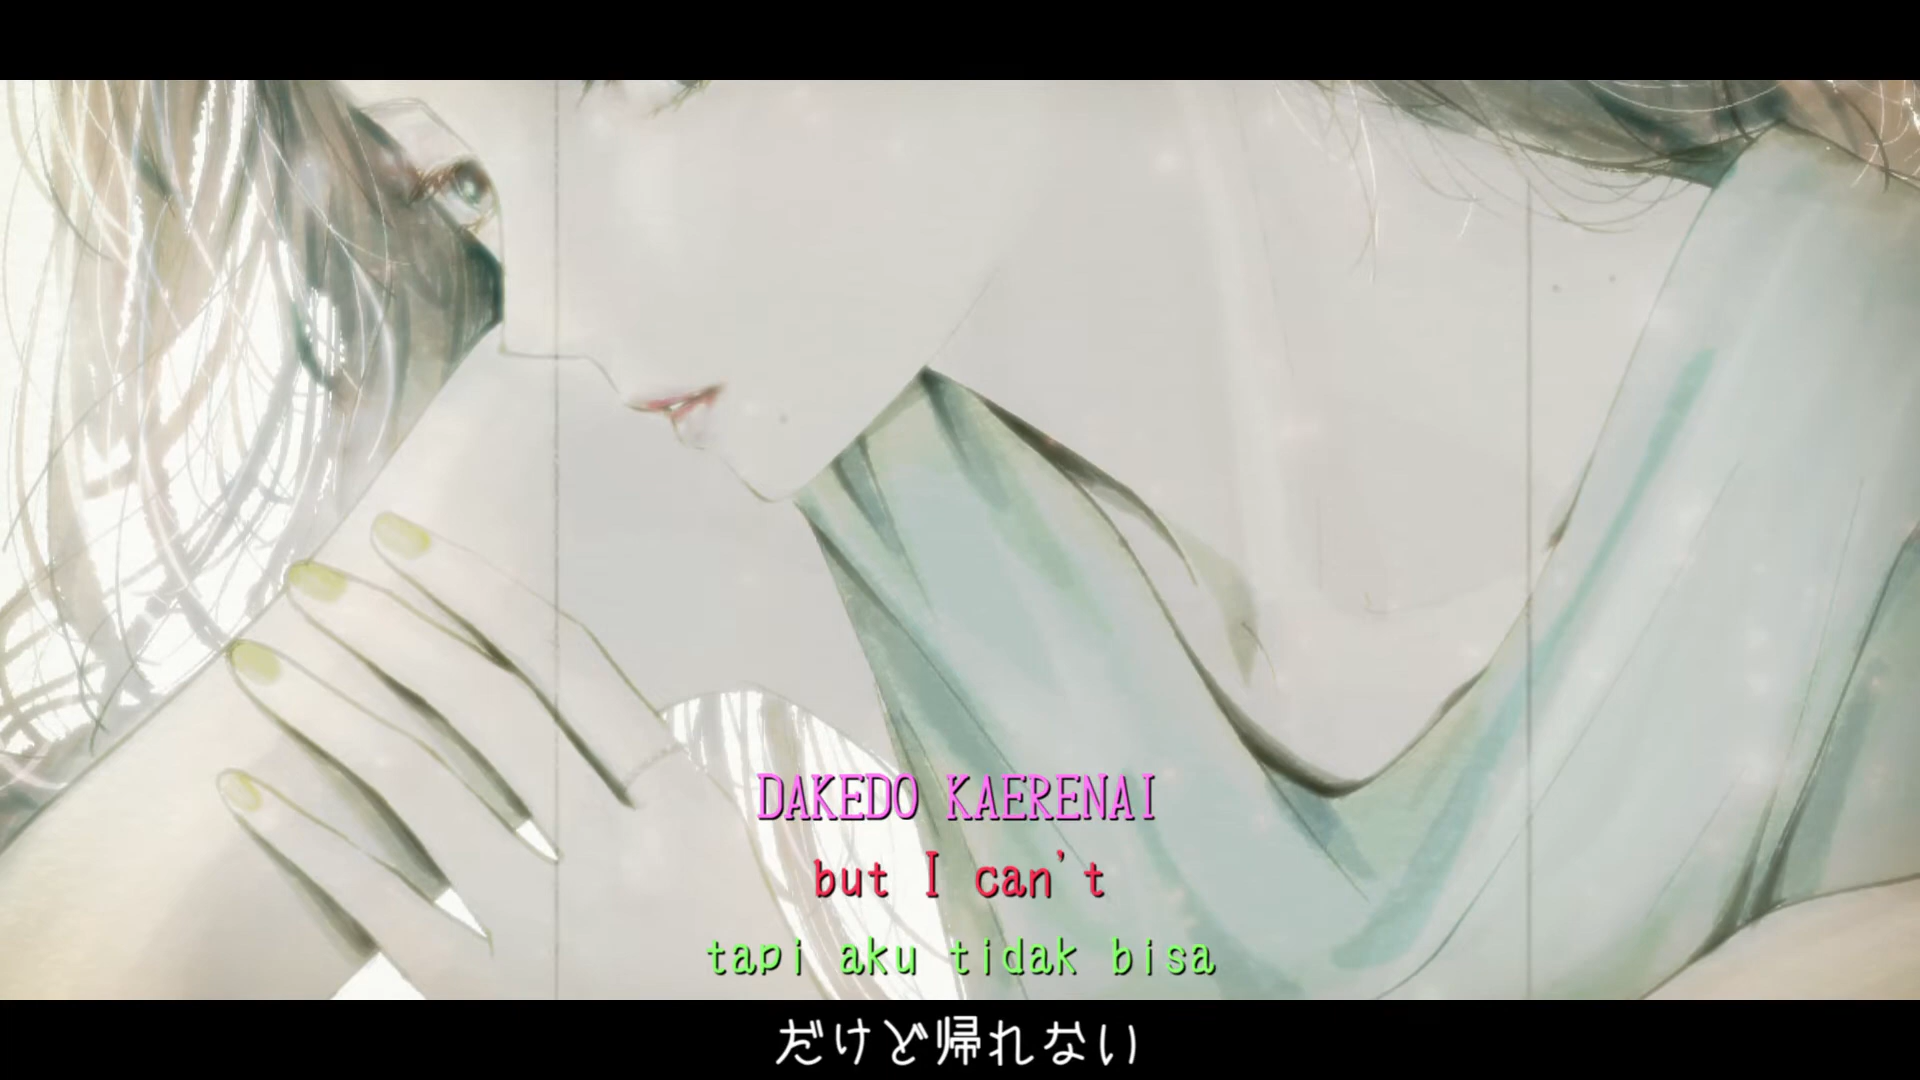 DAKEDO KAERENAI
but I can't
tapi aku tidak bisa
だけど帰れない